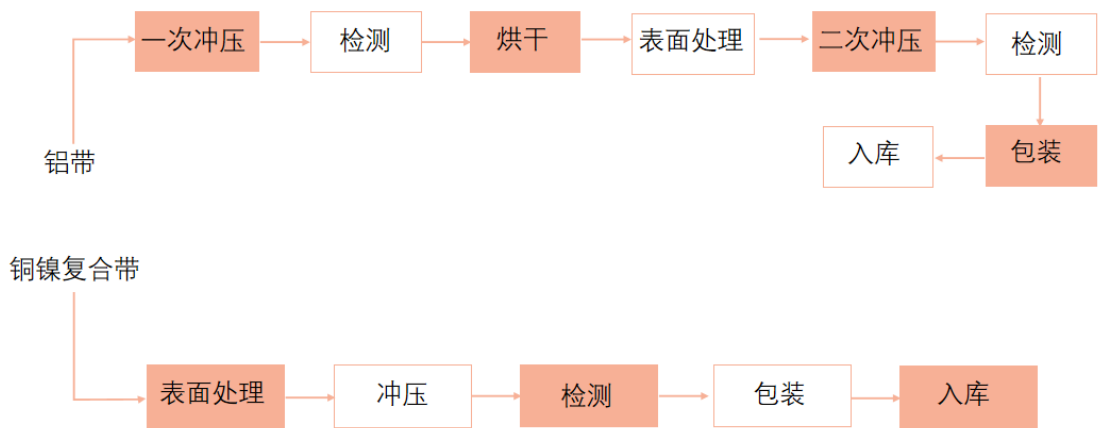 一次冲压
检测
烘干
表面处理
二次冲压
检测
铝带
入库
包装
铜镍复合带
表面处理
冲压
检测
包装
入库